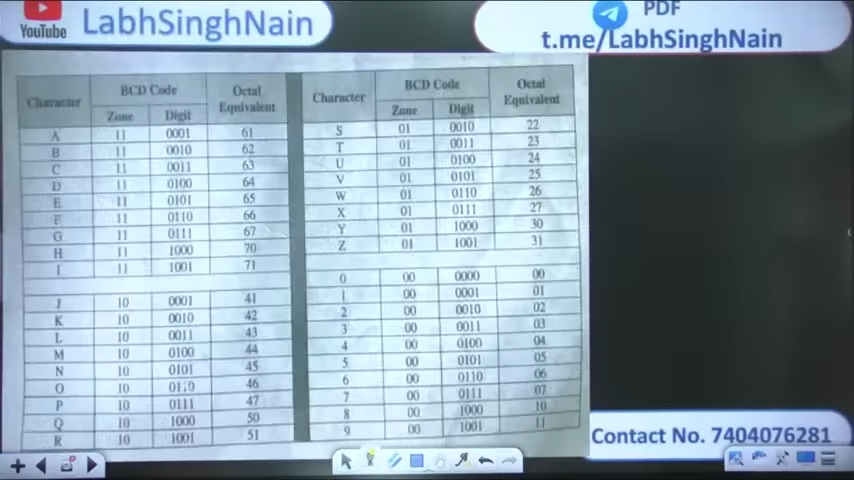 YouTube LabhSinghNain
PDF
t.me/LabhSinghNain
Character BCD Code Octal Equivalent
Zone Digit
A 11 0001 61
B 11 0010 62
C 11 0011 63
D 11 0100 64
E 11 0101 65
F 11 0110 66
G 11 0111 67
H 11 1000 70
I 11 1001 71
J 10 0001 41
K 10 0010 42
L 10 0011 43
M 10 0100 44
N 10 0101 45
O 10 0110 46
P 10 0111 47
Q 10 1000 50
R 10 1001 51
Character BCD Code Octal Equivalent
Zone Digit
S 01 0010 22
T 01 0011 23
U 01 0100 24
V 01 0101 25
W 01 0110 26
X 01 0111 27
Y 01 1000 30
Z 01 1001 31
0 00 0000 00
1 00 0001 01
2 00 0010 02
3 00 0011 03
4 00 0100 04
5 00 0101 05
6 00 0110 06
7 00 0111 07
8 00 1000 10
9 00 1001 11
Contact No. 7404076281